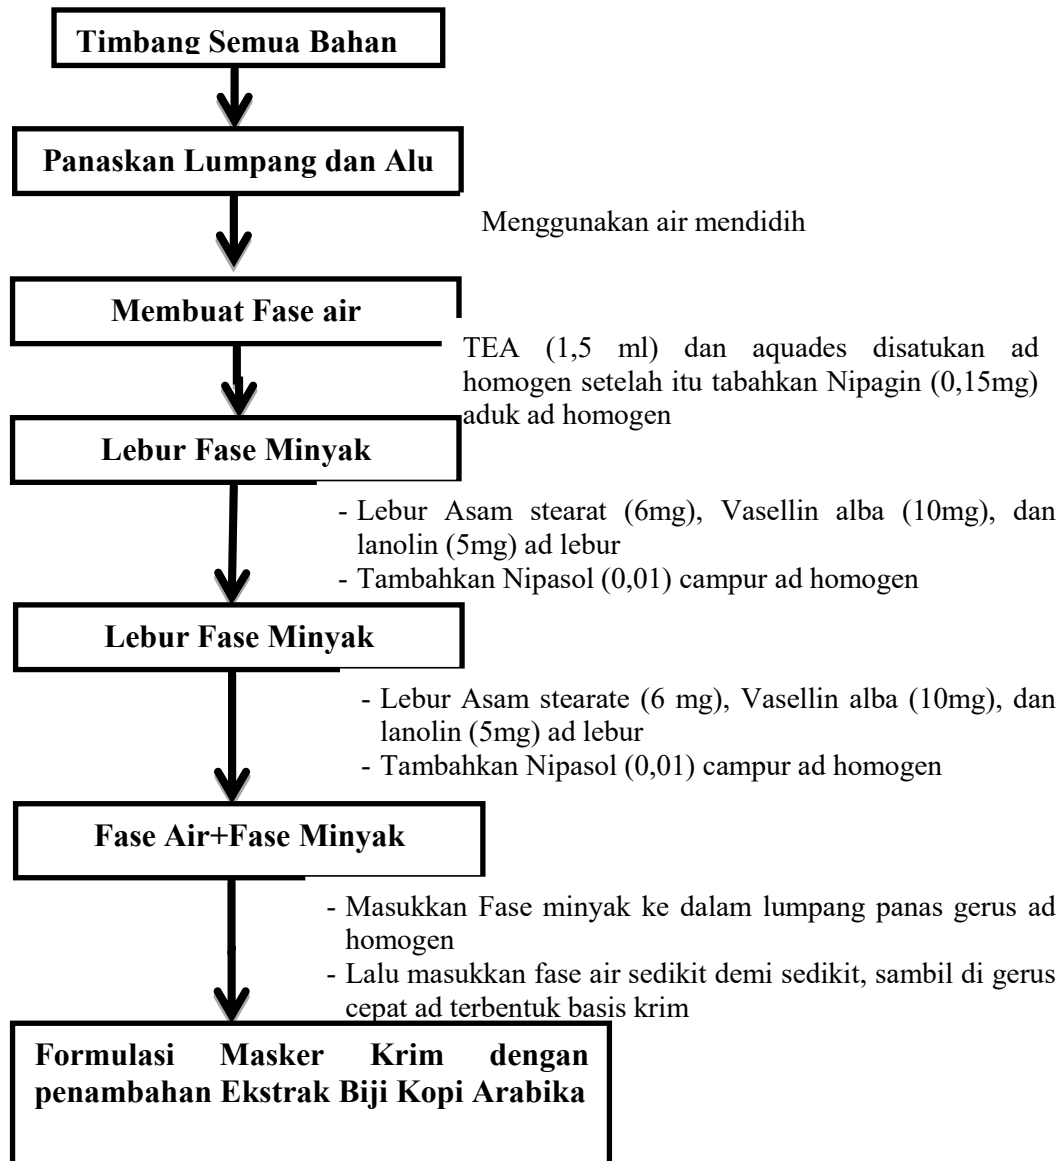 Timbang Semua Bahan
Panaskan Lumpang dan Alu
Menggunakan air mendidih
Membuat Fase air
TEA (1,5 ml) dan aquades disatukan ad
homogen setelah itu tabahkan Nipagin (0,15mg)
aduk ad homogen
Lebur Fase Minyak
- Lebur Asam stearat (6mg), Vasellin alba (10mg), dan
lanolin (5mg) ad lebur
- Tambahkan Nipasol (0,01) campur ad homogen
Lebur Fase Minyak
- Lebur Asam stearate (6 mg), Vasellin alba (10mg), dan
lanolin (5mg) ad lebur
- Tambahkan Nipasol (0,01) campur ad homogen
Fase Air+Fase Minyak
- Masukkan Fase minyak ke dalam lumpang panas gerus ad
homogen
- Lalu masukkan fase air sedikit demi sedikit, sambil di gerus
cepat ad terbentuk basis krim
Formulasi Masker Krim dengan
penambahan Ekstrak Biji Kopi Arabika